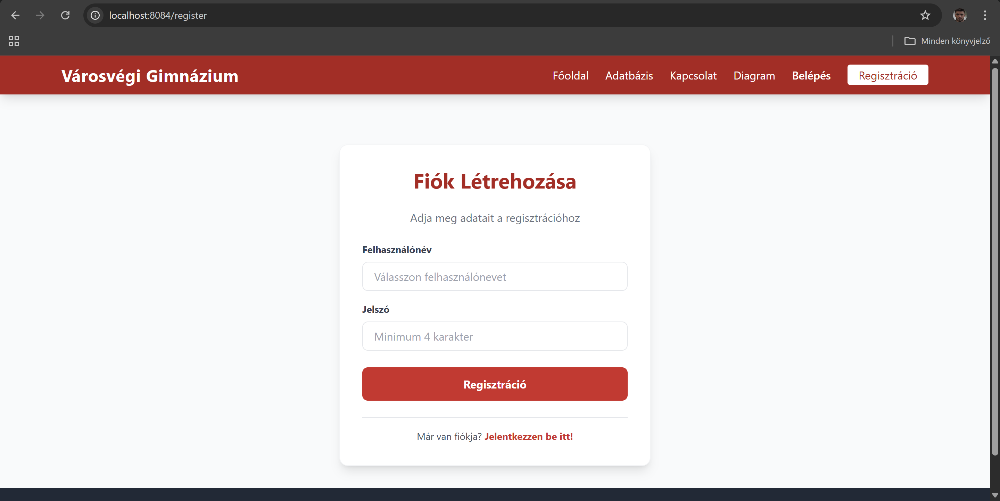 localhost:8084/register
Minden könyvjelző
Városvégi Gimnázium
Főoldal Adatbázis Kapcsolat Diagram Belépés Regisztráció
Fiók Létrehozása
Adja meg adatait a regisztrációhoz
Felhasználónév
Válasszon felhasználónevet
Jelszó
Minimum 4 karakter
Regisztráció
Már van fiókja? Jelentkezzen be itt!